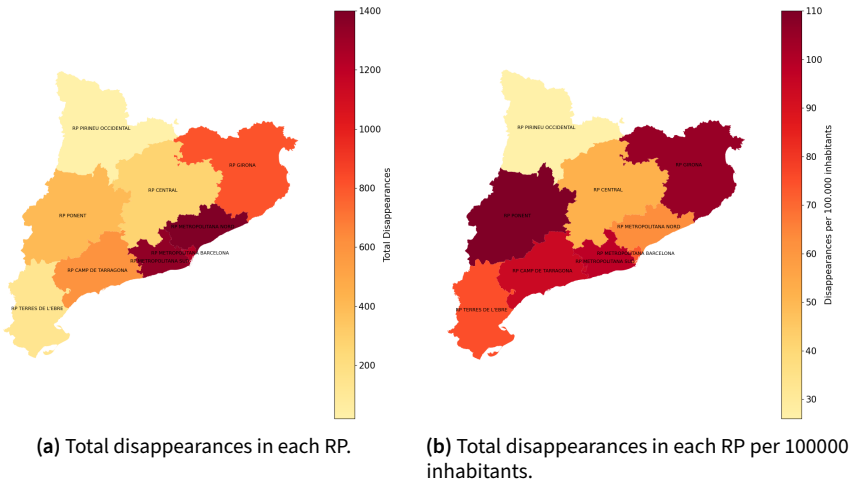 1400
1200
1000
800
600
400
200
Total Disappearances
RP PIRINEU OCCIDENTAL
RP GIRONA
RP CENTRAL
RP PONENT
RP METROPOLITANA NORD
RP METROPOLITANA BARCELONA
RP METROPOLITANA SUD
RP CAMP DE TARRAGONA
RP TERRES DE L'EBRE
(a) Total disappearances in each RP.
110
100
90
80
70
60
50
40
30
Disappearances per 100.000 inhabitants
RP PIRINEU OCCIDENTAL
RP GIRONA
RP CENTRAL
RP PONENT
RP METROPOLITANA NORD
RP METROPOLITANA BARCELONA
RP METROPOLITANA SUD
RP CAMP DE TARRAGONA
RP TERRES DE L'EBRE
(b) Total disappearances in each RP per 100000
inhabitants.